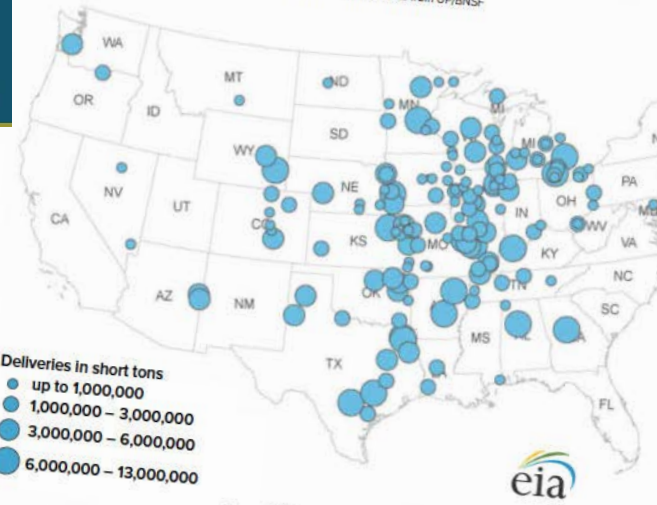 UP/BNSF
WA
MT
ND
MN
OR
ID
SD
MI
WY
NE
PA
NV
UT
IN
OH
CA
KS
MO
WV
KY
VA
AZ
NM
OK
TN
NC
SC
MS
TX
FL
Deliveries in short tons
up to 1,000,000
1,000,000 – 3,000,000
3,000,000 – 6,000,000
6,000,000 – 13,000,000
eia